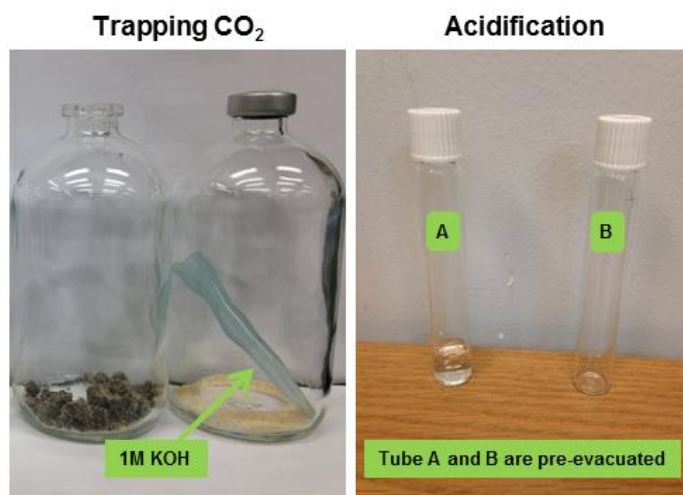 Trapping CO₂
Acidification
A
B
1M KOH
Tube A and B are pre-evacuated